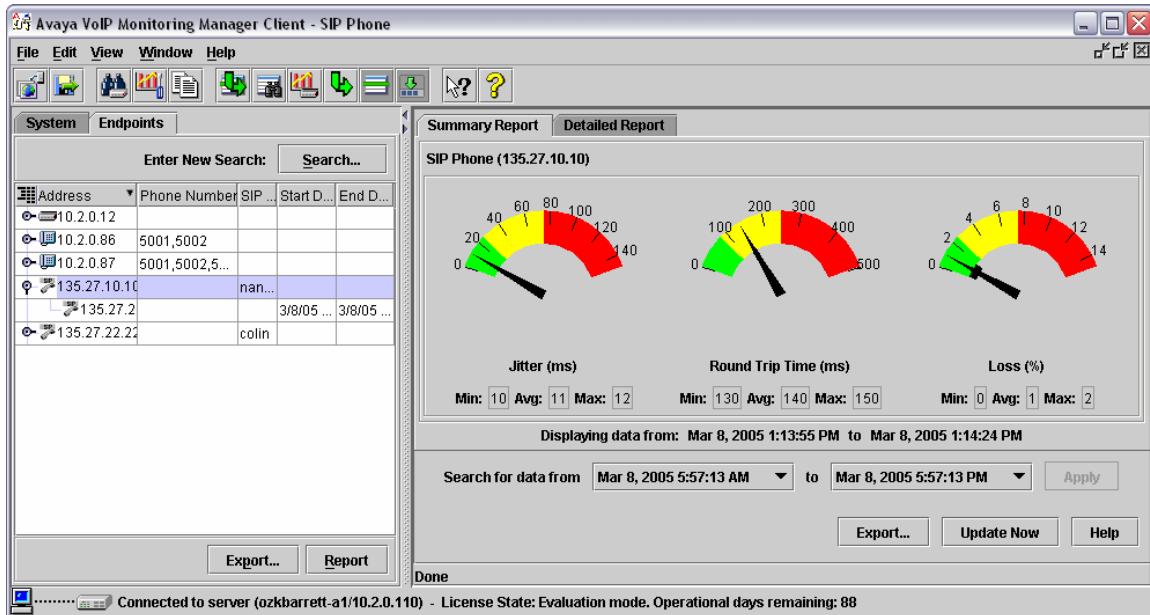 Avaya VoIP Monitoring Manager Client - SIP Phone
File Edit View Window Help
System Endpoints
Enter New Search: Search...
Address Phone Number SIP ... Start D... End D...
10.2.0.12
10.2.0.86 5001,5002
10.2.0.87 5001,5002,5...
135.27.10.10 nan...
135.27.2 3/8/05 ... 3/8/05 ...
135.27.22.22 colin
Export... Report
Summary Report Detailed Report
SIP Phone (135.27.10.10)
0 20 40 60 80 100 120 140
0 100 200 300 400 500
0 2 4 6 8 10 12 14
Jitter (ms) Round Trip Time (ms) Loss (%)
Min: 10 Avg: 11 Max: 12 Min: 130 Avg: 140 Max: 150 Min: 0 Avg: 1 Max: 2
Displaying data from: Mar 8, 2005 1:13:55 PM to Mar 8, 2005 1:14:24 PM
Search for data from Mar 8, 2005 5:57:13 AM to Mar 8, 2005 5:57:13 PM Apply
Export... Update Now Help
Done
Connected to server (ozkbarrett-a1/10.2.0.110) - License State: Evaluation mode. Operational days remaining: 88